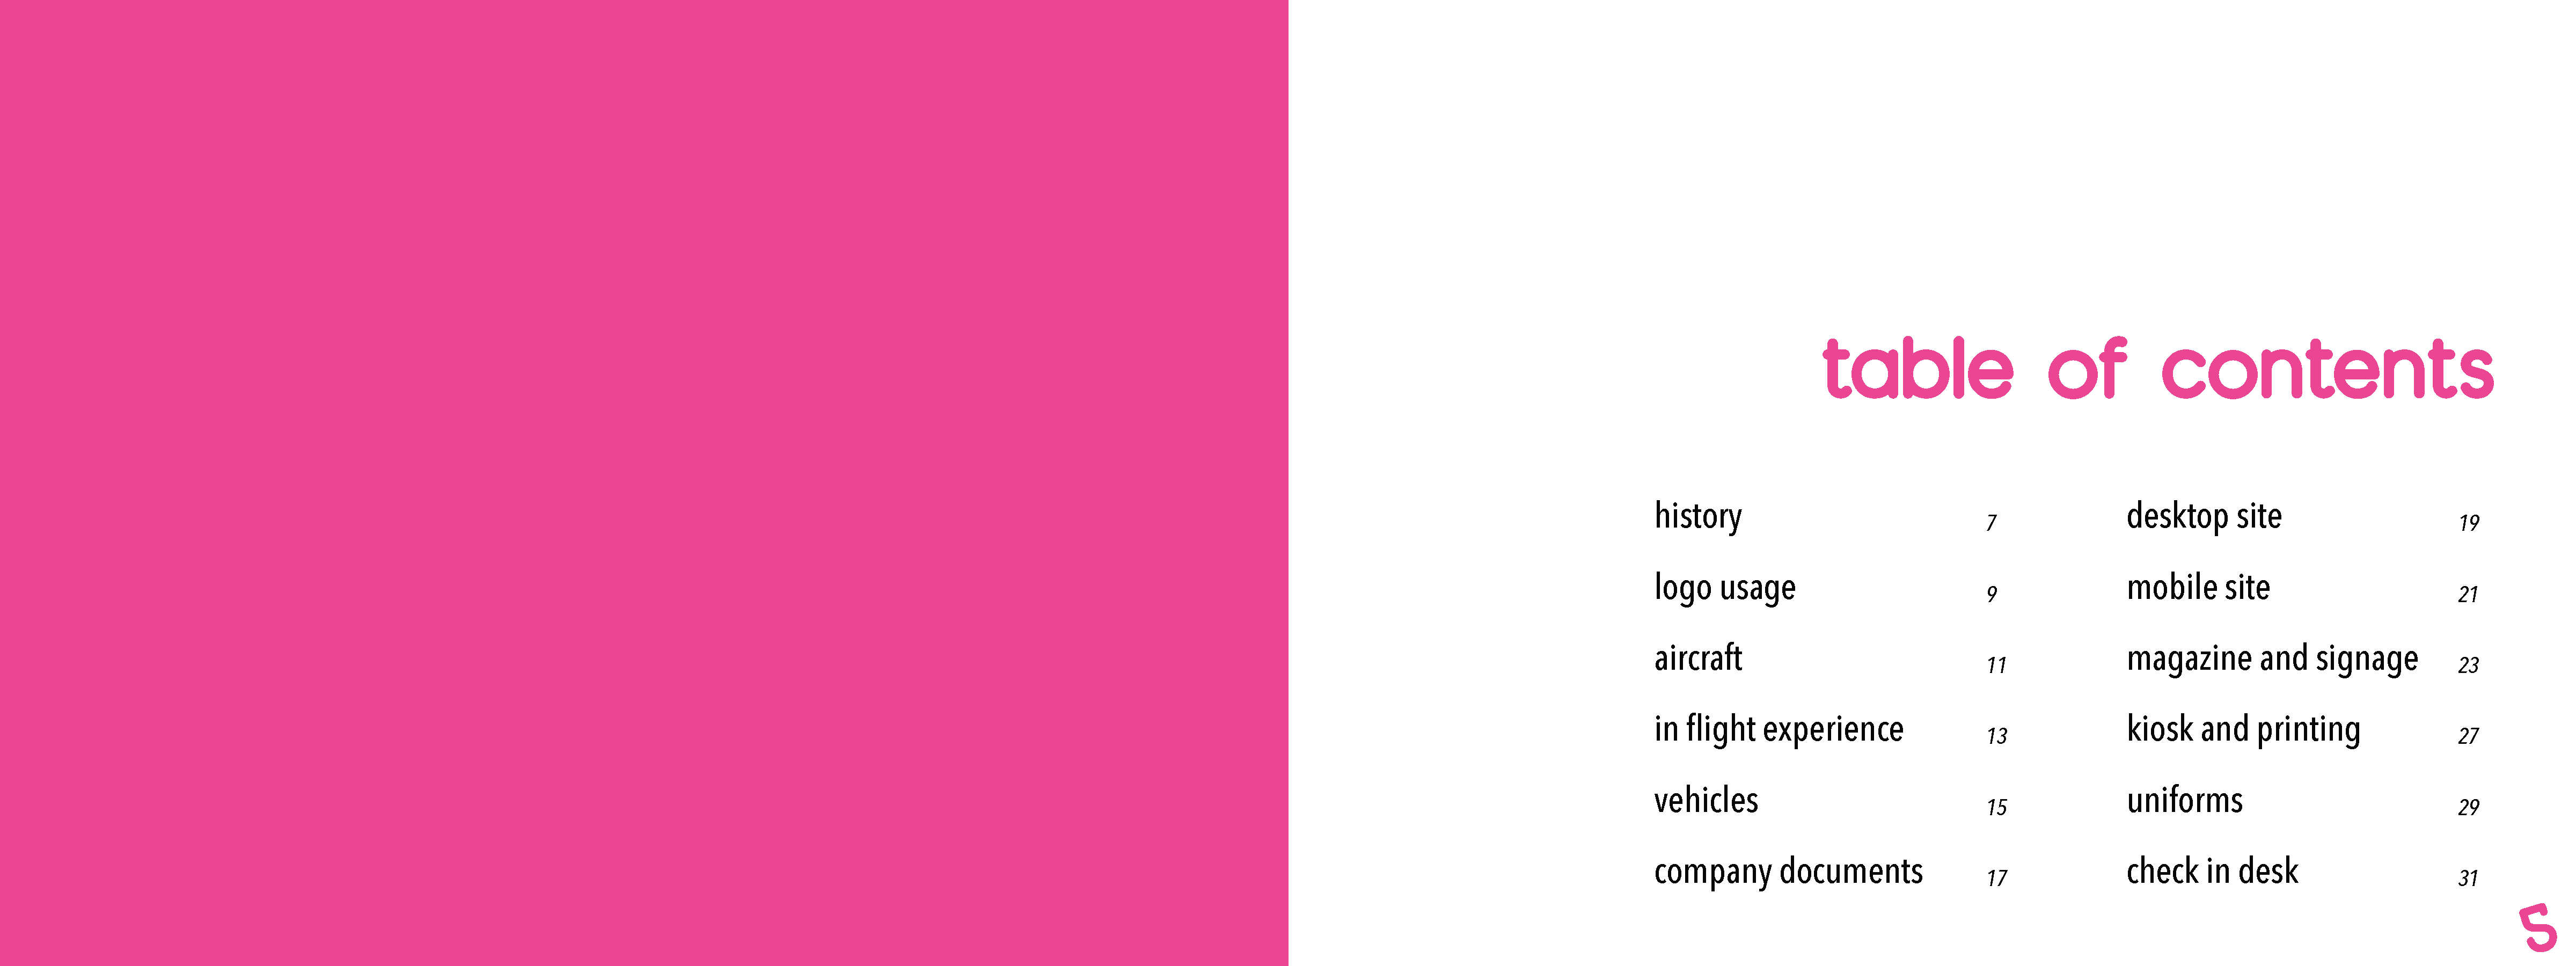 table of contents
history 7
logo usage 9
aircraft 11
in flight experience 13
vehicles 15
company documents 17
desktop site 19
mobile site 21
magazine and signage 23
kiosk and printing 27
uniforms 29
check in desk 31
5